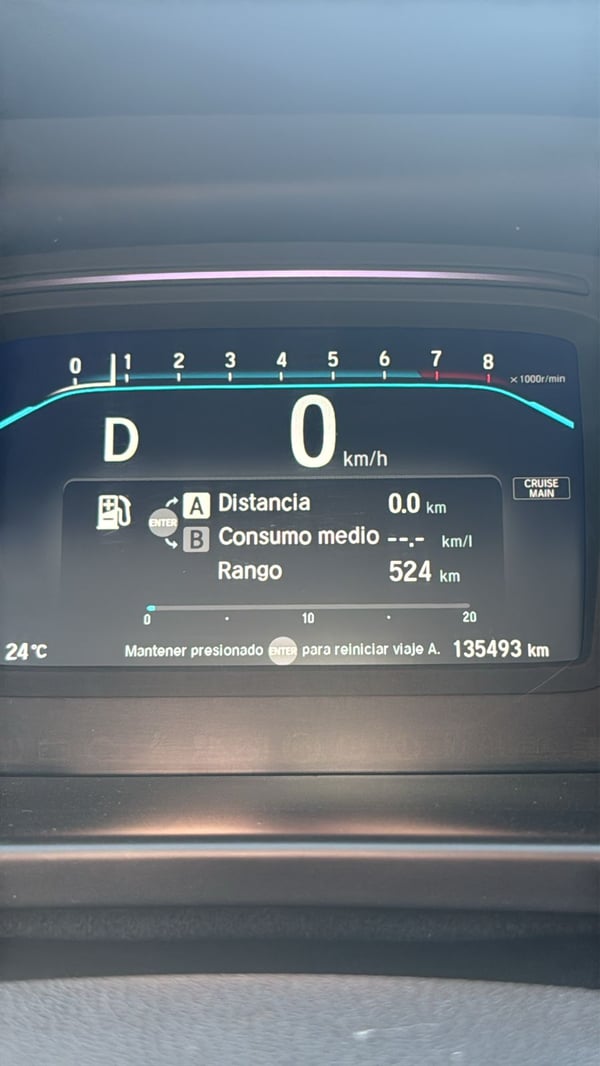 0 1 2 3 4 5 6 7 8
x1000r/min
D 0 km/h
CRUISE
MAIN
A Distancia 0.0 km
ENTER
B Consumo medio --.- km/l
Rango 524 km
0 10 20
24°C Mantener presionado ENTER para reiniciar viaje A. 135493 km